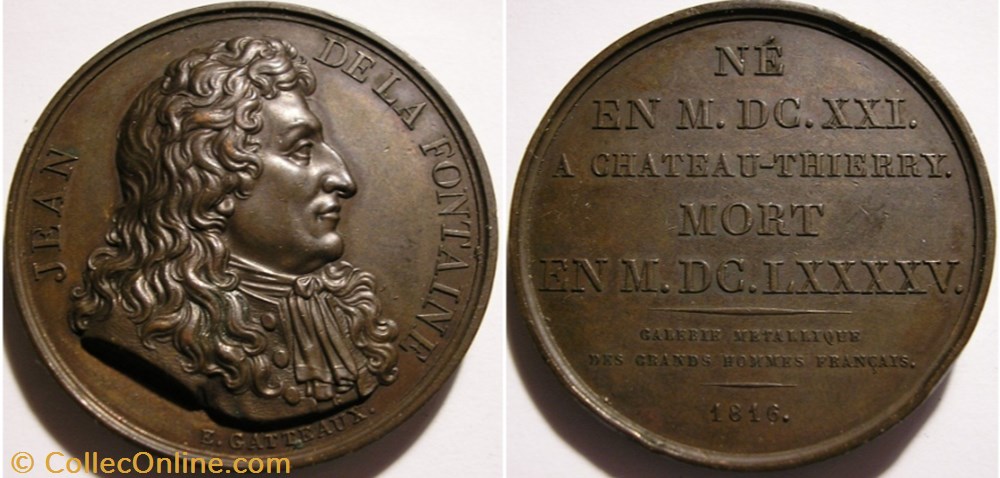 JEAN DE LA FONTAINE
E. GATTEAUX.
NÉ
EN M. DC. XXI.
A CHATEAU-THIERRY.
MORT
EN M. DC. LXXXXV.
GALERIE METALLIQUE
DES GRANDS HOMMES FRANÇAIS.
1816.
© CollecOnline.com